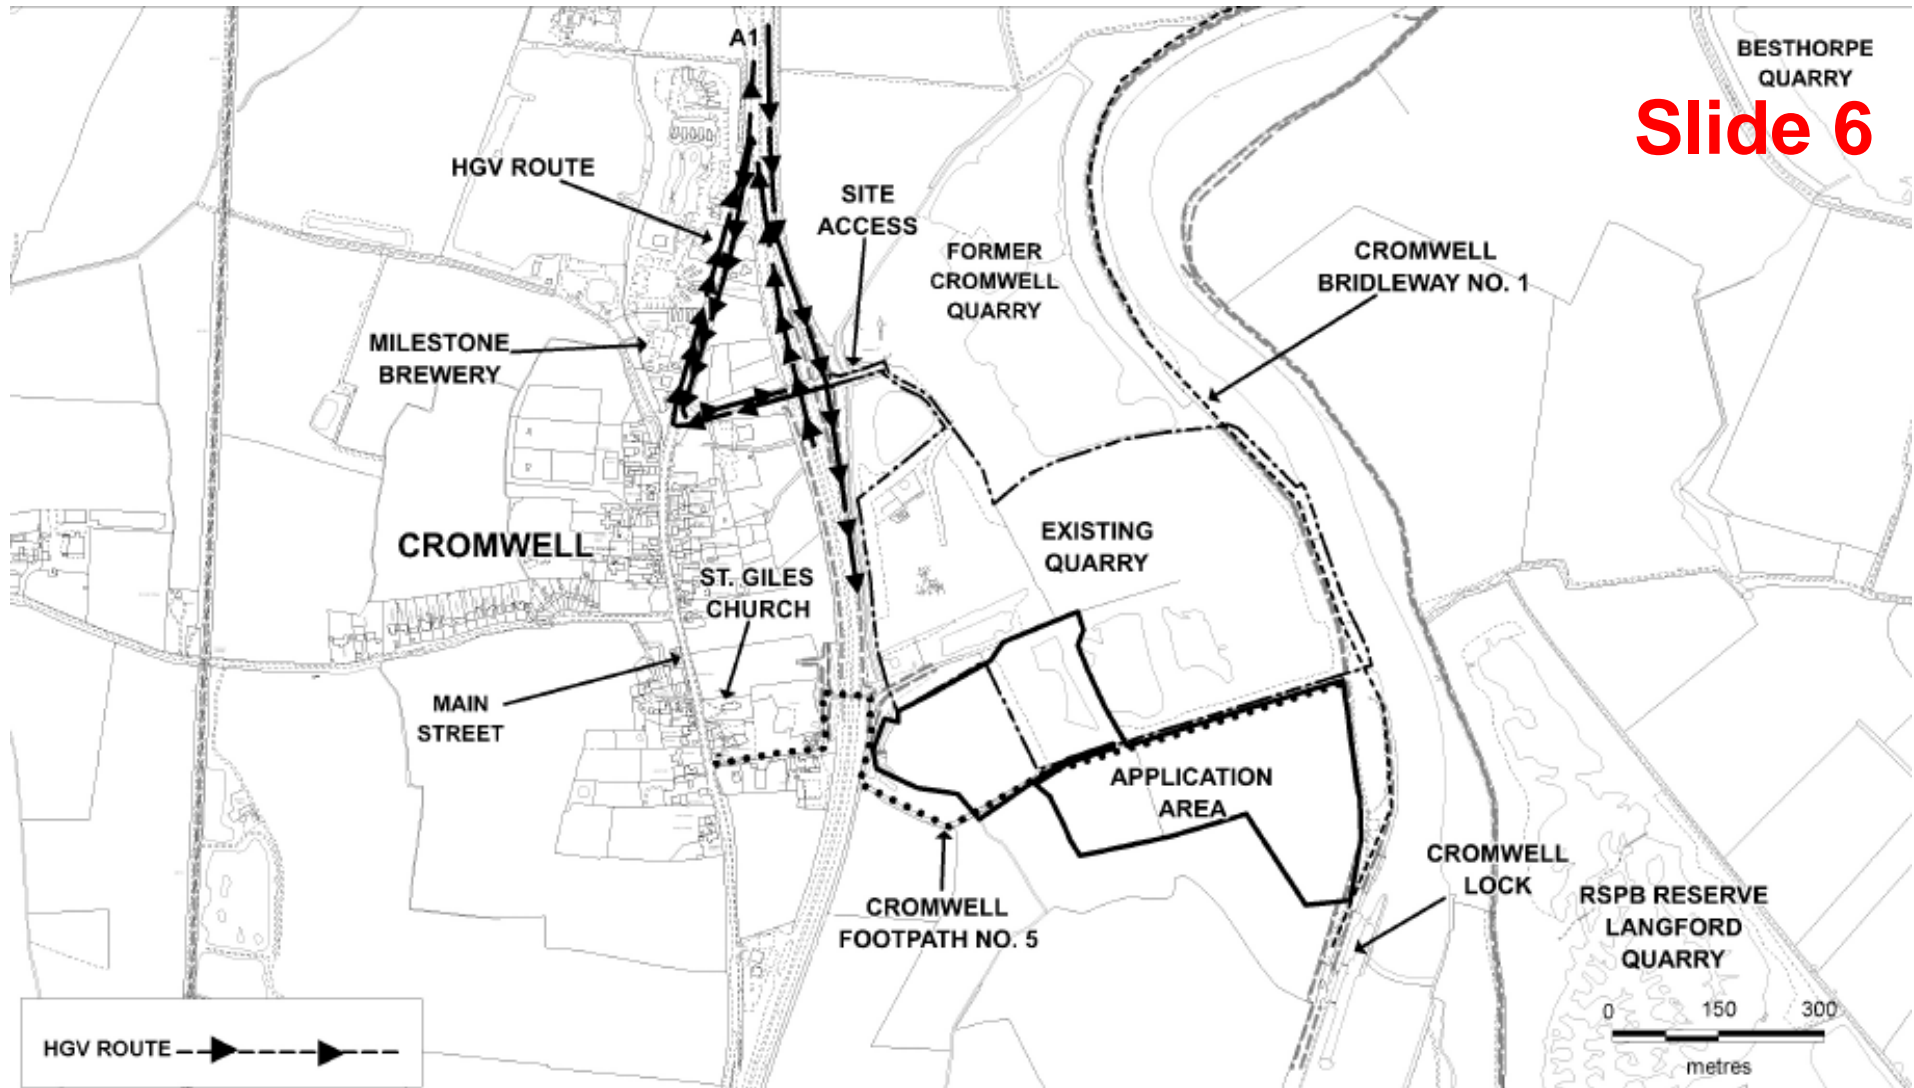 A1
BESTHORPE
QUARRY
Slide 6
HGV ROUTE
SITE
ACCESS
FORMER
CROMWELL
QUARRY
CROMWELL
BRIDLEWAY NO. 1
MILESTONE
BREWERY
CROMWELL
EXISTING
QUARRY
ST. GILES
CHURCH
MAIN
STREET
APPLICATION
AREA
CROMWELL
FOOTPATH NO. 5
CROMWELL
LOCK
RSPB RESERVE
LANGFORD
QUARRY
0 150 300
metres
HGV ROUTE